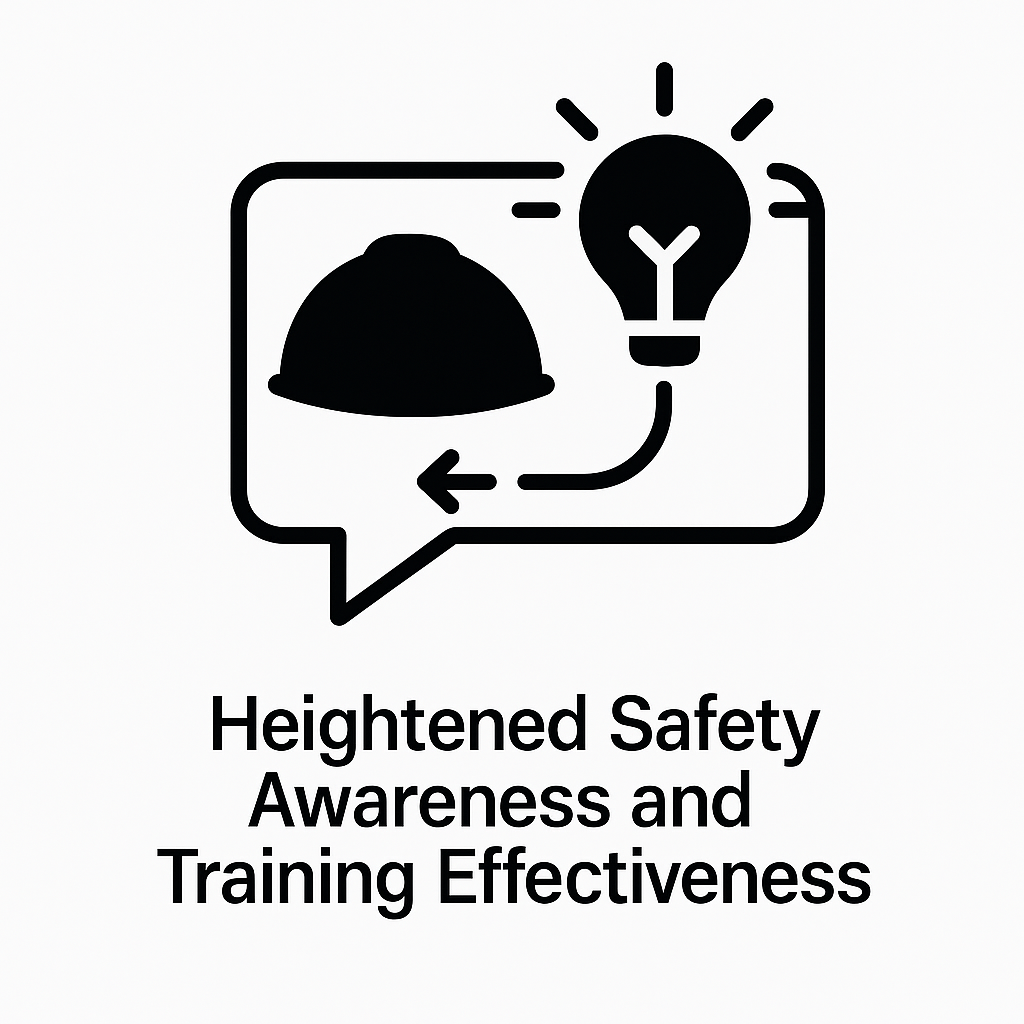 Heightened Safety
Awareness and
Training Effectiveness